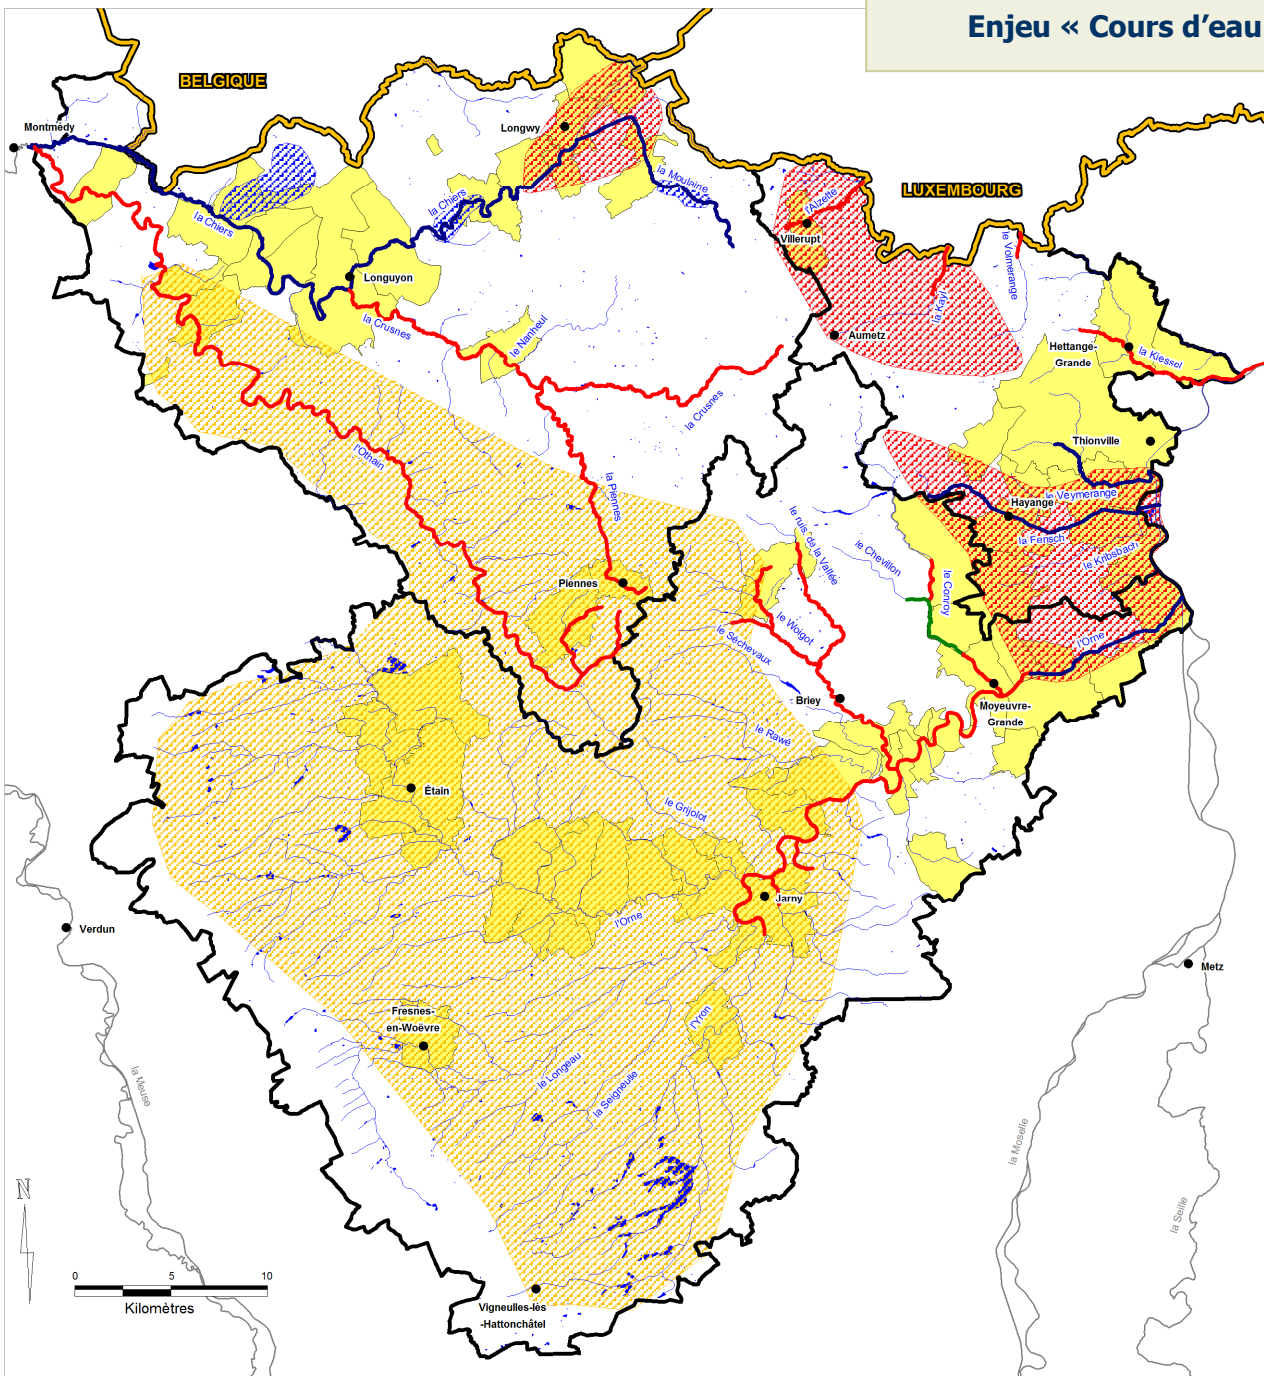 Enjeu « Cours d'eau
BELGIQUE
Montmédy
Longwy
la Moulaine
LUXEMBOURG
l'Alzette
la Chiers
la Chiers
Villerupt
le Volmerange
Longuyon
la Kayl
la Crusnes
le Nanheul
Aumetz
Hettange-
Grande
la Kiessel
la Crusnes
Thionville
l'Othain
la Piennes
le Veymerange
Hayange
le ruis. de la Vallée
la Fensch
le Kribsbach
le Chevillon
Piennes
le Conroy
le Woigot
l'Orne
le Séchevaux
Briey
Moyeuvre-
Grande
le Rawé
Étain
le Grijolot
Jarny
l'Orne
Verdun
Metz
Fresnes-
en-Woëvre
l'Yron
le Longeau
la Seigneulle
la Meuse
la Moselle
la Seille
N
0 5 10
Kilomètres
Vigneulles-lès
-Hattonchâtel